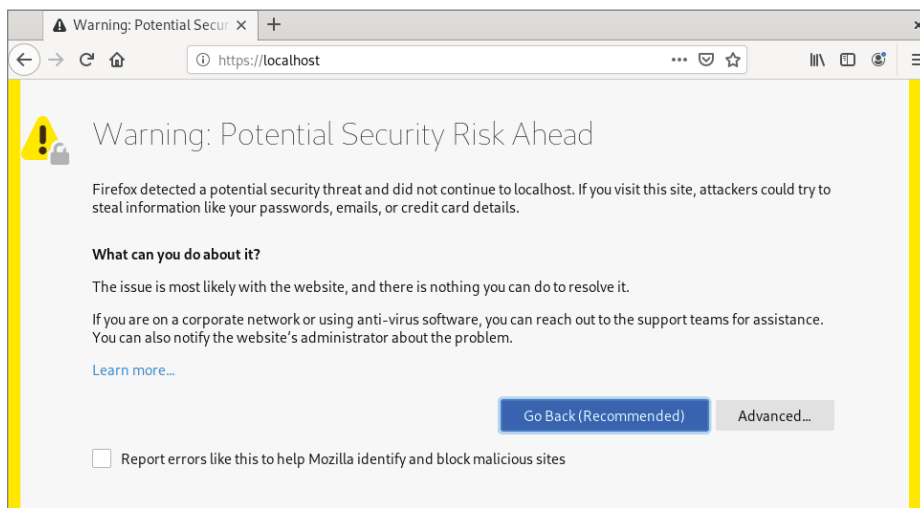 Warning: Potential Secur
https://localhost
Warning: Potential Security Risk Ahead
Firefox detected a potential security threat and did not continue to localhost. If you visit this site, attackers could try to
steal information like your passwords, emails, or credit card details.
What can you do about it?
The issue is most likely with the website, and there is nothing you can do to resolve it.
If you are on a corporate network or using anti-virus software, you can reach out to the support teams for assistance.
You can also notify the website’s administrator about the problem.
Learn more…
Go Back (Recommended) Advanced…
Report errors like this to help Mozilla identify and block malicious sites